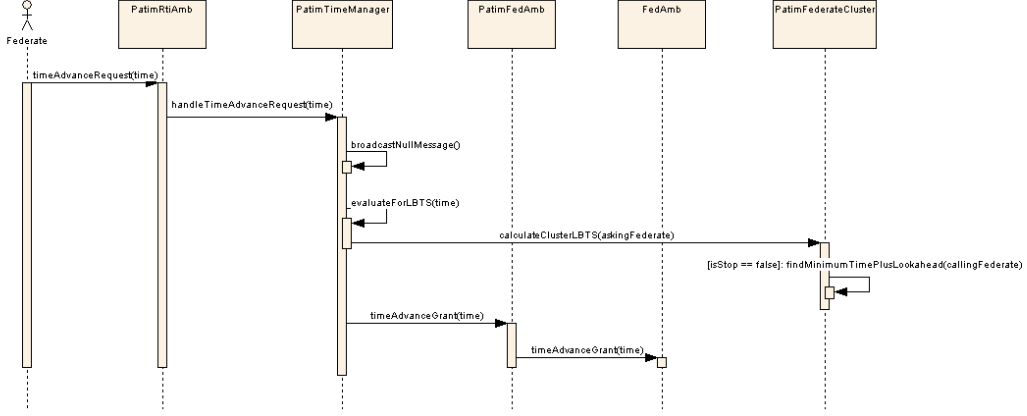 PatimRtiAmb
PatimTimeManager
PatimFedAmb
FedAmb
PatimFederateCluster
Federate
timeAdvanceRequest(time)
handleTimeAdvanceRequest(time)
broadcastNullMessage()
evaluateForLBTS(time)
calculateClusterLBTS(askingFederate)
[isStop == false]: findMinimumTimePlusLookahead(callingFederate)
timeAdvanceGrant(time)
timeAdvanceGrant(time)